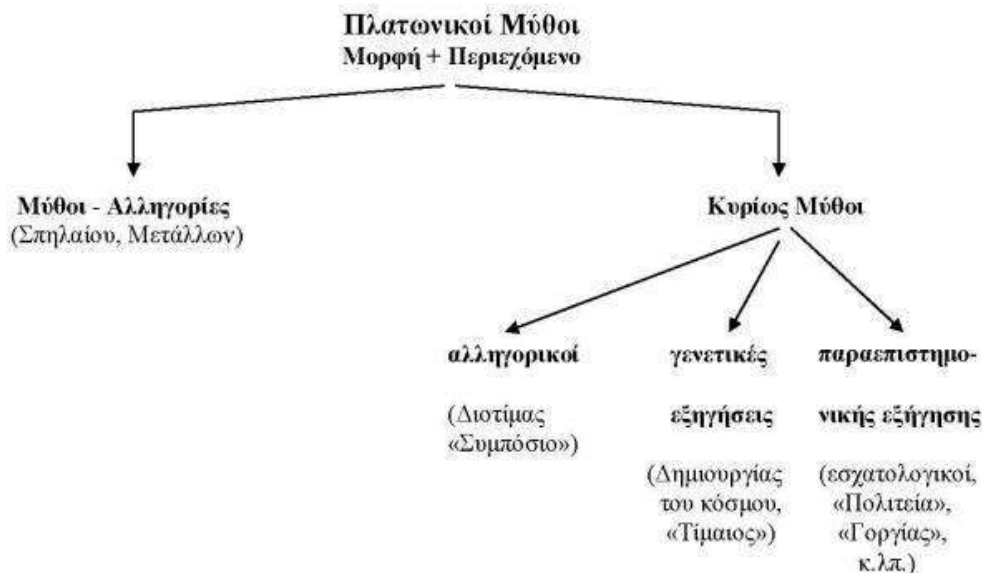 Πλατωνικοί Μύθοι
Μορφή + Περιεχόμενο
Μύθοι - Αλληγορίες
(Σπηλαίου, Μετάλλων)
Κυρίως Μύθοι
αλληγορικοί
(Διοτίμας
«Συμπόσιο»)
γενετικές
εξηγήσεις
(Δημιουργίας
του κόσμου,
«Τίμαιος»)
παραεπιστημο-
νικής εξήγησης
(εσχατολογικοί,
«Πολιτεία»,
«Γοργίας»,
κ.λπ.)